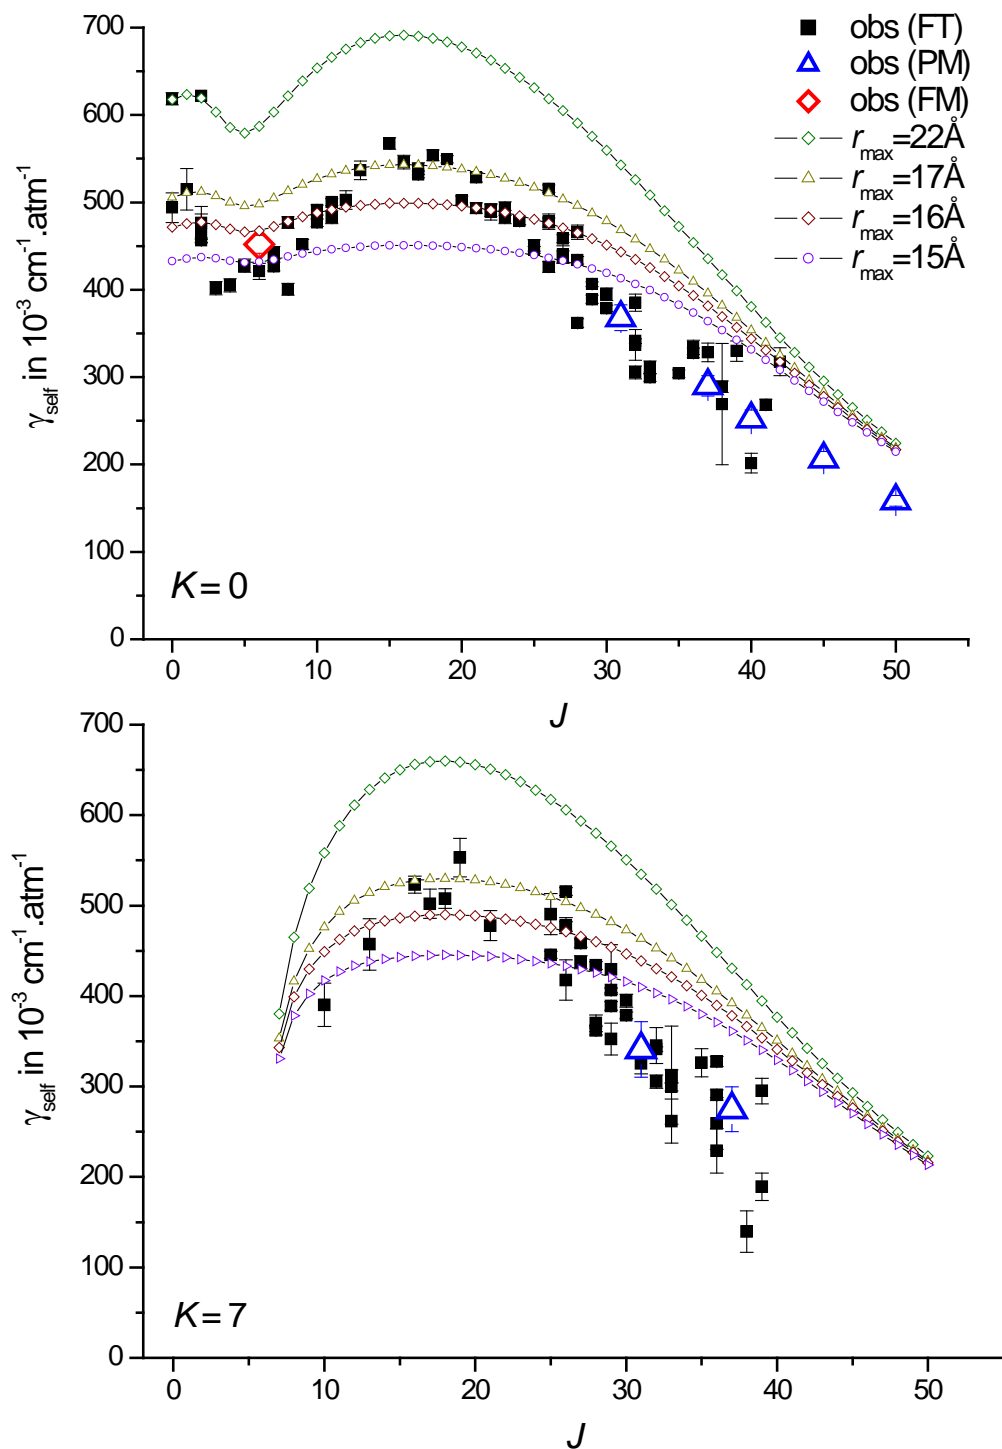 700
600
500
400
300
200
100
0
γself in 10⁻³ cm⁻¹.atm⁻¹
obs (FT)
obs (PM)
obs (FM)
rmax=22Å
rmax=17Å
rmax=16Å
rmax=15Å
K= 0
0 10 20 30 40 50
J
700
600
500
400
300
200
100
0
γself in 10⁻³ cm⁻¹.atm⁻¹
K= 7
0 10 20 30 40 50
J